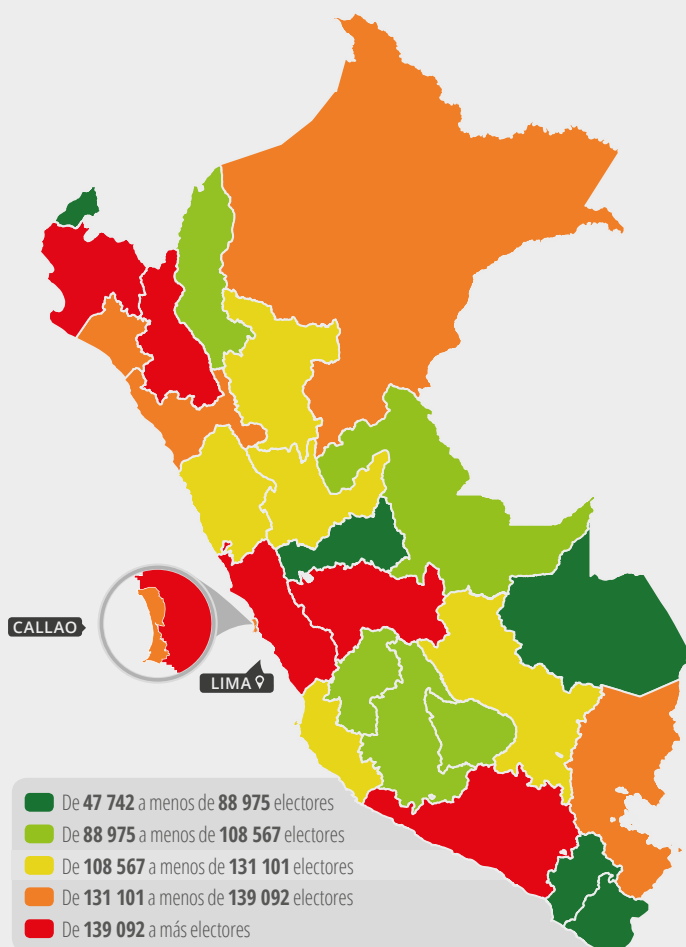 CALLAO
LIMA
De 47 742 a menos de 88 975 electores
De 88 975 a menos de 108 567 electores
De 108 567 a menos de 131 101 electores
De 131 101 a menos de 139 092 electores
De 139 092 a más electores